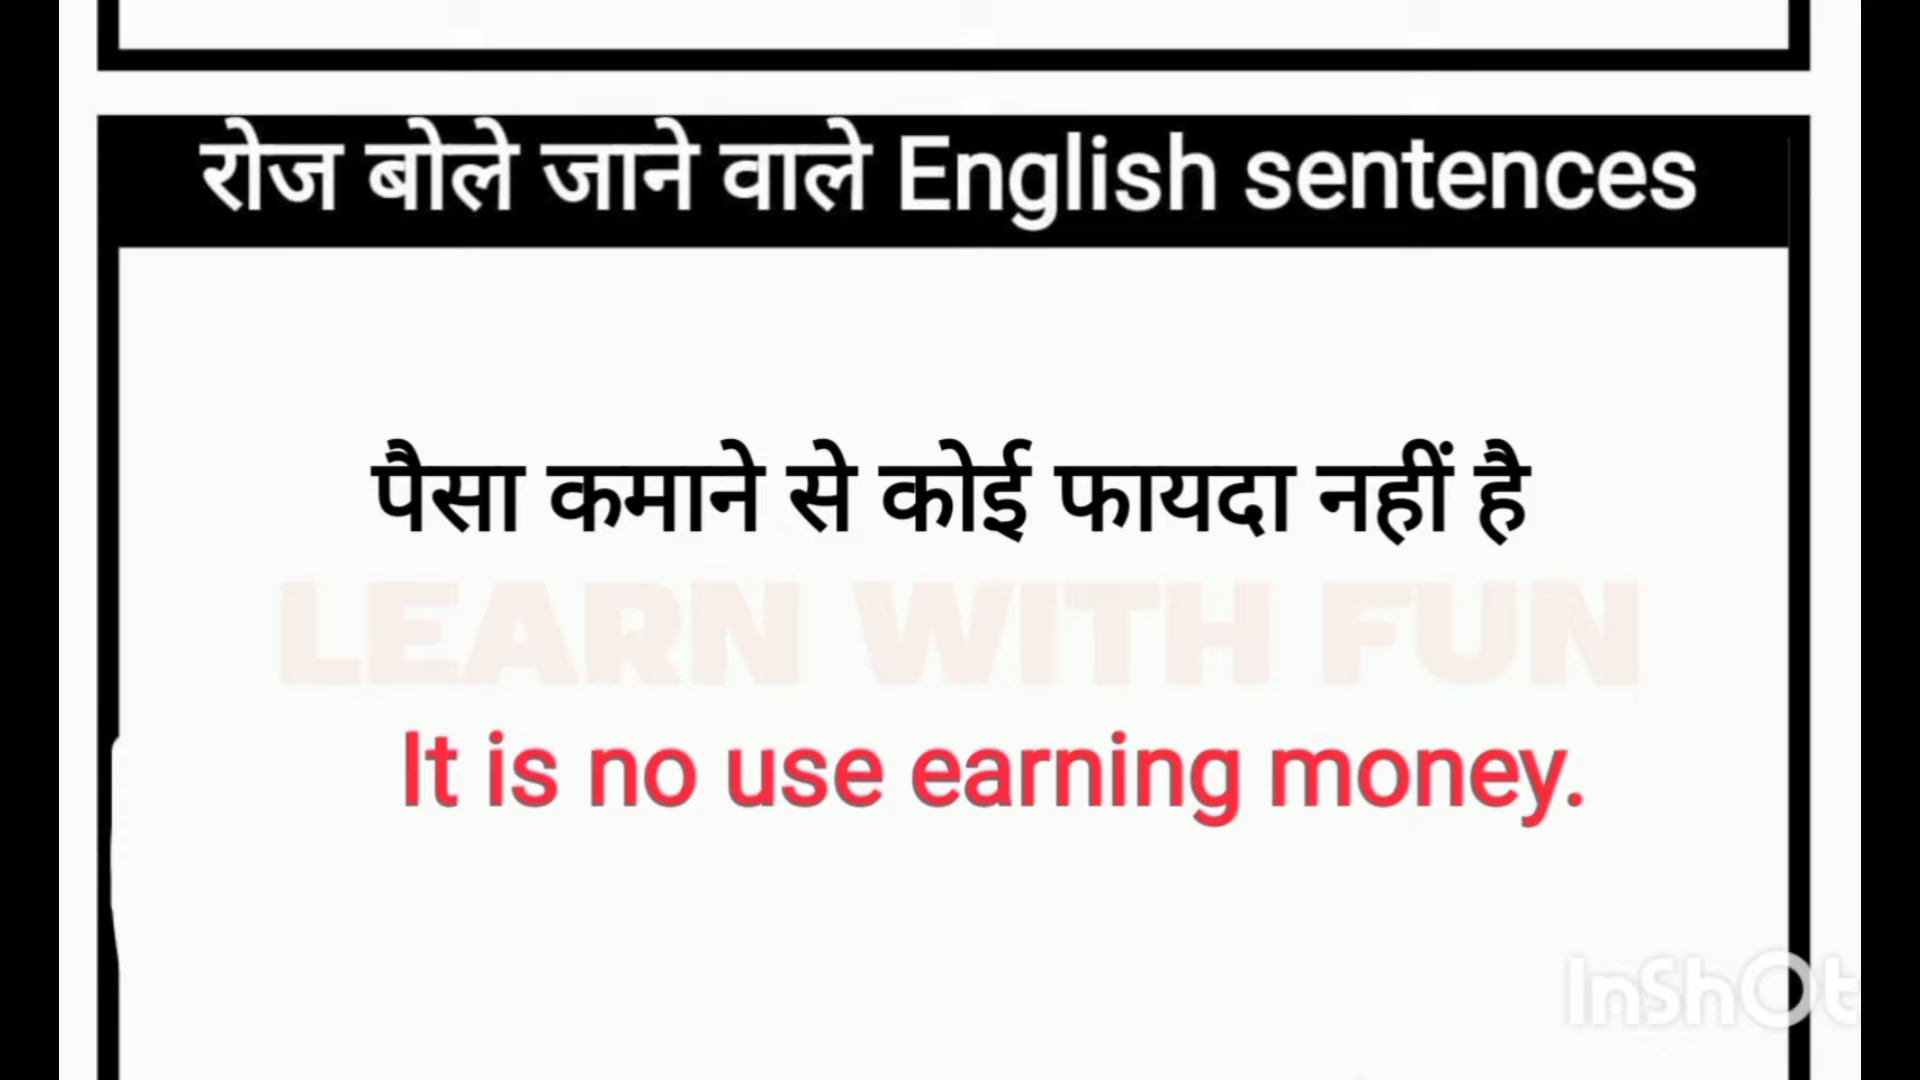 रोज बोले जाने वाले English sentences
पैसा कमाने से कोई फायदा नहीं है
LEARN WITH FUN
It is no use earning money.
InShOt